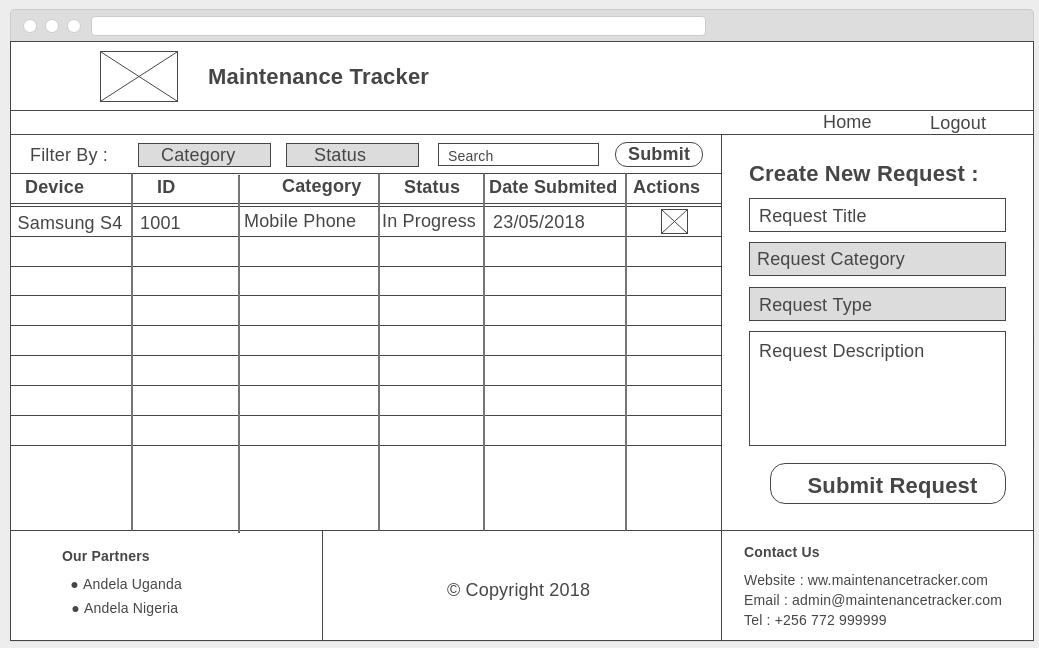 Maintenance Tracker
Home Logout
Filter By : Category Status Search Submit
Device ID Category Status Date Submited Actions
Samsung S4 1001 Mobile Phone In Progress 23/05/2018
Create New Request :
Request Title
Request Category
Request Type
Request Description
Submit Request
Our Partners
● Andela Uganda
● Andela Nigeria
© Copyright 2018
Contact Us
Website : ww.maintenancetracker.com
Email : admin@maintenancetracker.com
Tel : +256 772 999999